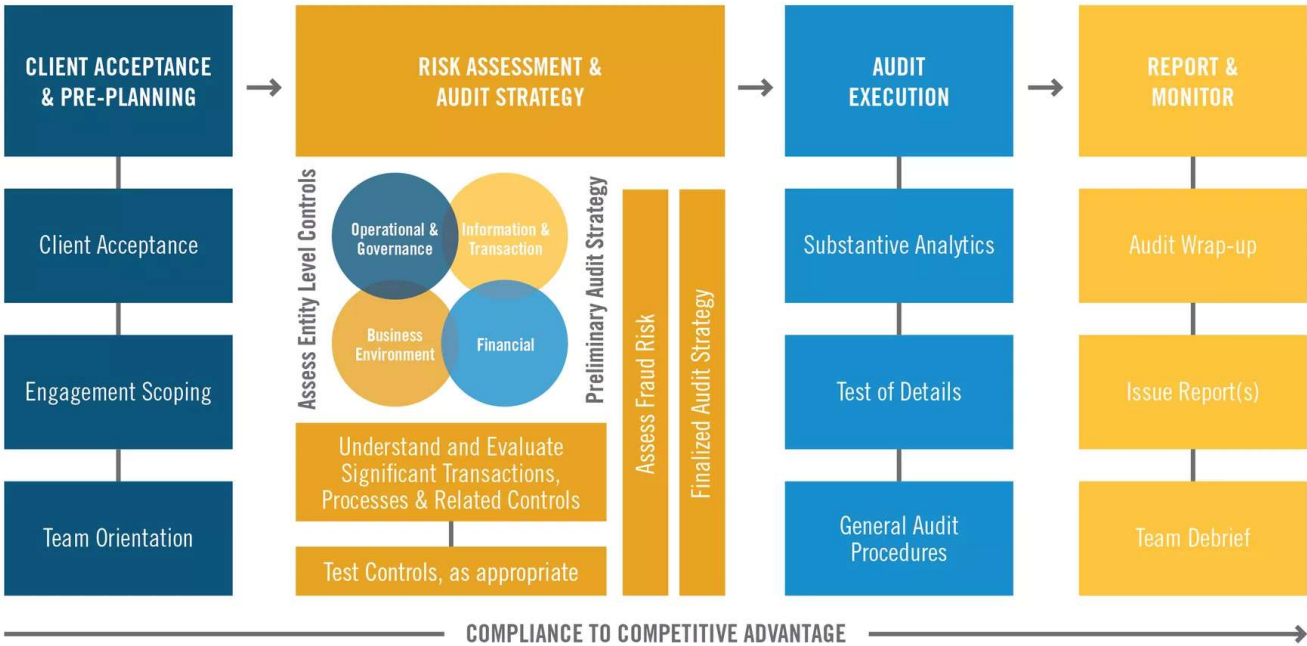 CLIENT ACCEPTANCE
& PRE-PLANNING
RISK ASSESSMENT &
AUDIT STRATEGY
AUDIT
EXECUTION
REPORT &
MONITOR
Client Acceptance
Engagement Scoping
Team Orientation
Assess Entity Level Controls
Operational &
Governance
Information &
Transaction
Business
Environment
Financial
Preliminary Audit Strategy
Understand and Evaluate
Significant Transactions,
Processes & Related Controls
Test Controls, as appropriate
Assess Fraud Risk
Finalized Audit Strategy
Substantive Analytics
Test of Details
General Audit
Procedures
Audit Wrap-up
Issue Report(s)
Team Debrief
COMPLIANCE TO COMPETITIVE ADVANTAGE